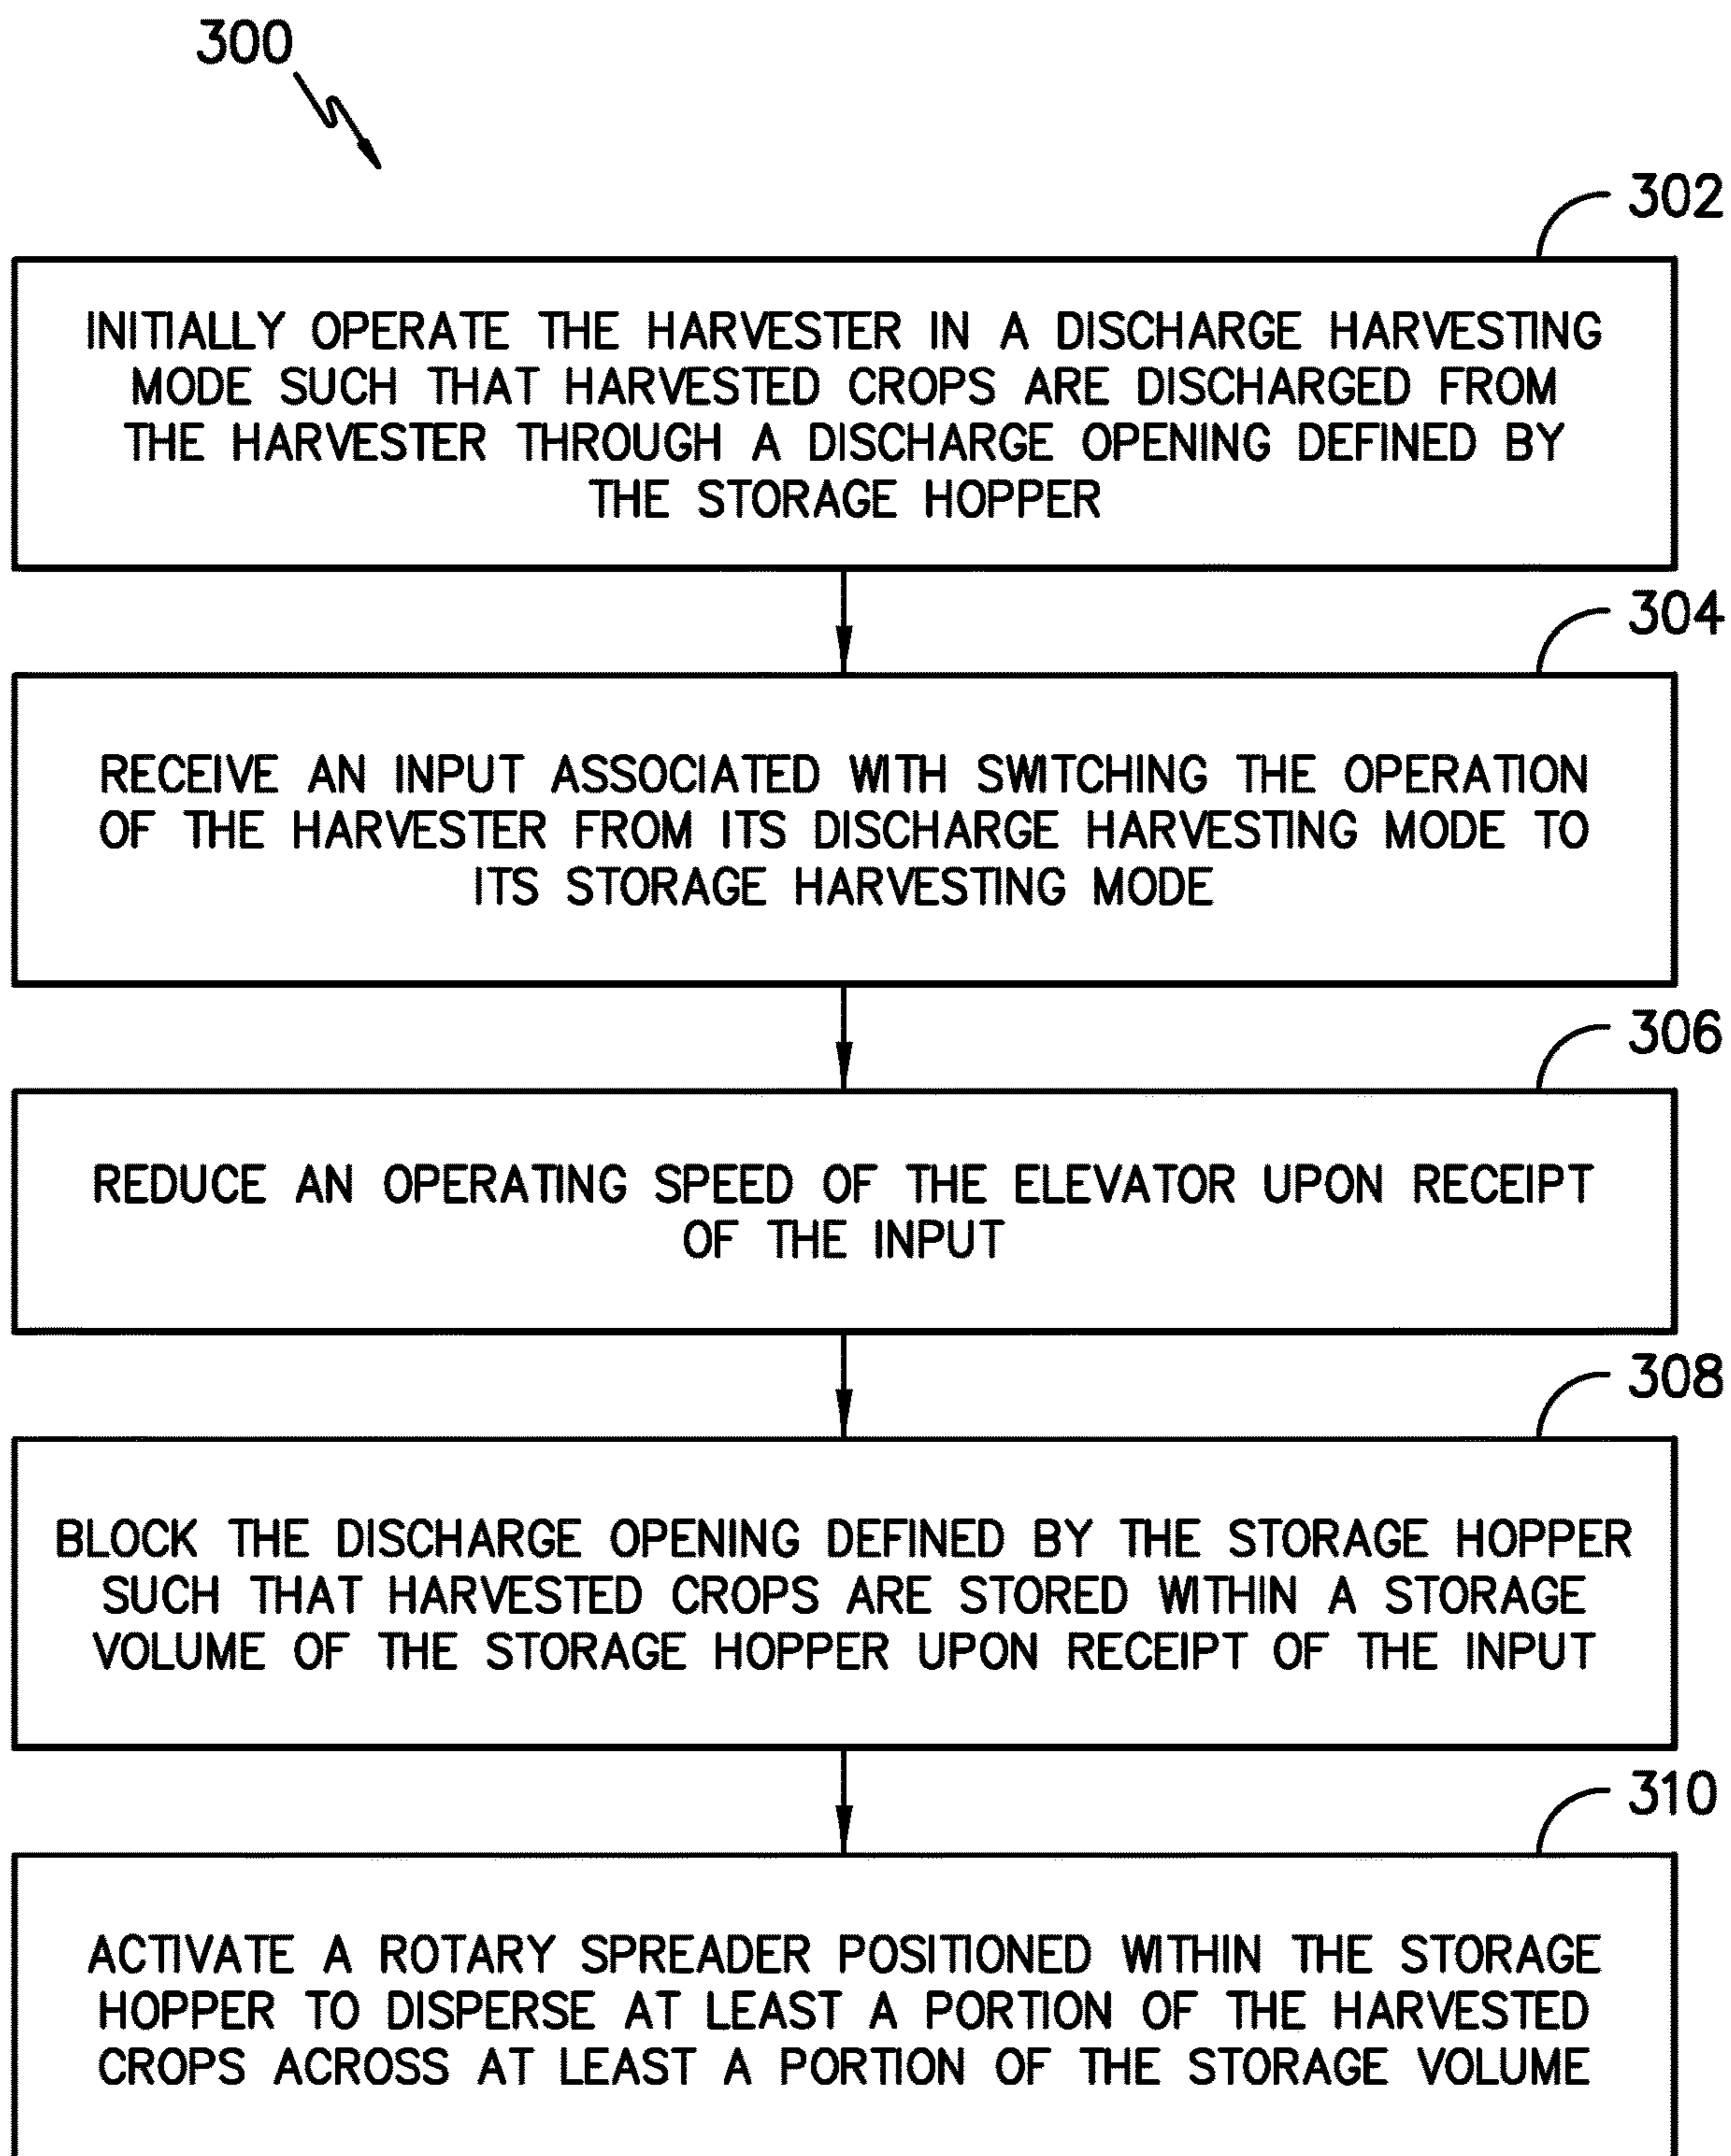 300
302
INITIALLY OPERATE THE HARVESTER IN A DISCHARGE HARVESTING
MODE SUCH THAT HARVESTED CROPS ARE DISCHARGED FROM
THE HARVESTER THROUGH A DISCHARGE OPENING DEFINED BY
THE STORAGE HOPPER
304
RECEIVE AN INPUT ASSOCIATED WITH SWITCHING THE OPERATION
OF THE HARVESTER FROM ITS DISCHARGE HARVESTING MODE TO
ITS STORAGE HARVESTING MODE
306
REDUCE AN OPERATING SPEED OF THE ELEVATOR UPON RECEIPT
OF THE INPUT
308
BLOCK THE DISCHARGE OPENING DEFINED BY THE STORAGE HOPPER
SUCH THAT HARVESTED CROPS ARE STORED WITHIN A STORAGE
VOLUME OF THE STORAGE HOPPER UPON RECEIPT OF THE INPUT
310
ACTIVATE A ROTARY SPREADER POSITIONED WITHIN THE STORAGE
HOPPER TO DISPERSE AT LEAST A PORTION OF THE HARVESTED
CROPS ACROSS AT LEAST A PORTION OF THE STORAGE VOLUME